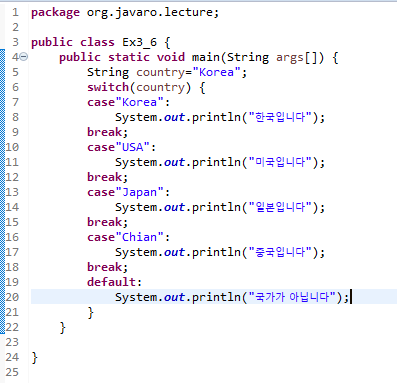 1 package org.javaro.lecture;
2
3 public class Ex3_6 {
4 public static void main(String args[]) {
5 String country="Korea";
6 switch(country) {
7 case"Korea":
8 System.out.println("한국입니다");
9 break;
10 case"USA":
11 System.out.println("미국입니다");
12 break;
13 case"Japan":
14 System.out.println("일본입니다");
15 break;
16 case"Chian":
17 System.out.println("중국입니다");
18 break;
19 default:
20 System.out.println("국가가 아닙니다");
21 }
22 }
23
24 }
25